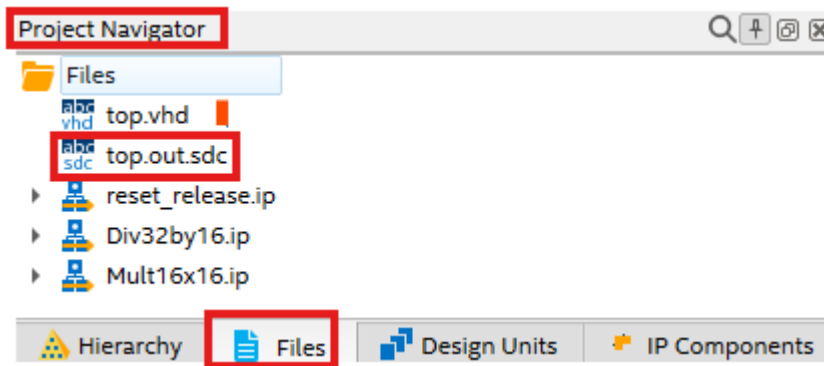 Project Navigator
Files
abc vhd top.vhd
abc sdc top.out.sdc
reset_release.ip
Div32by16.ip
Mult16x16.ip
Hierarchy Files Design Units IP Components